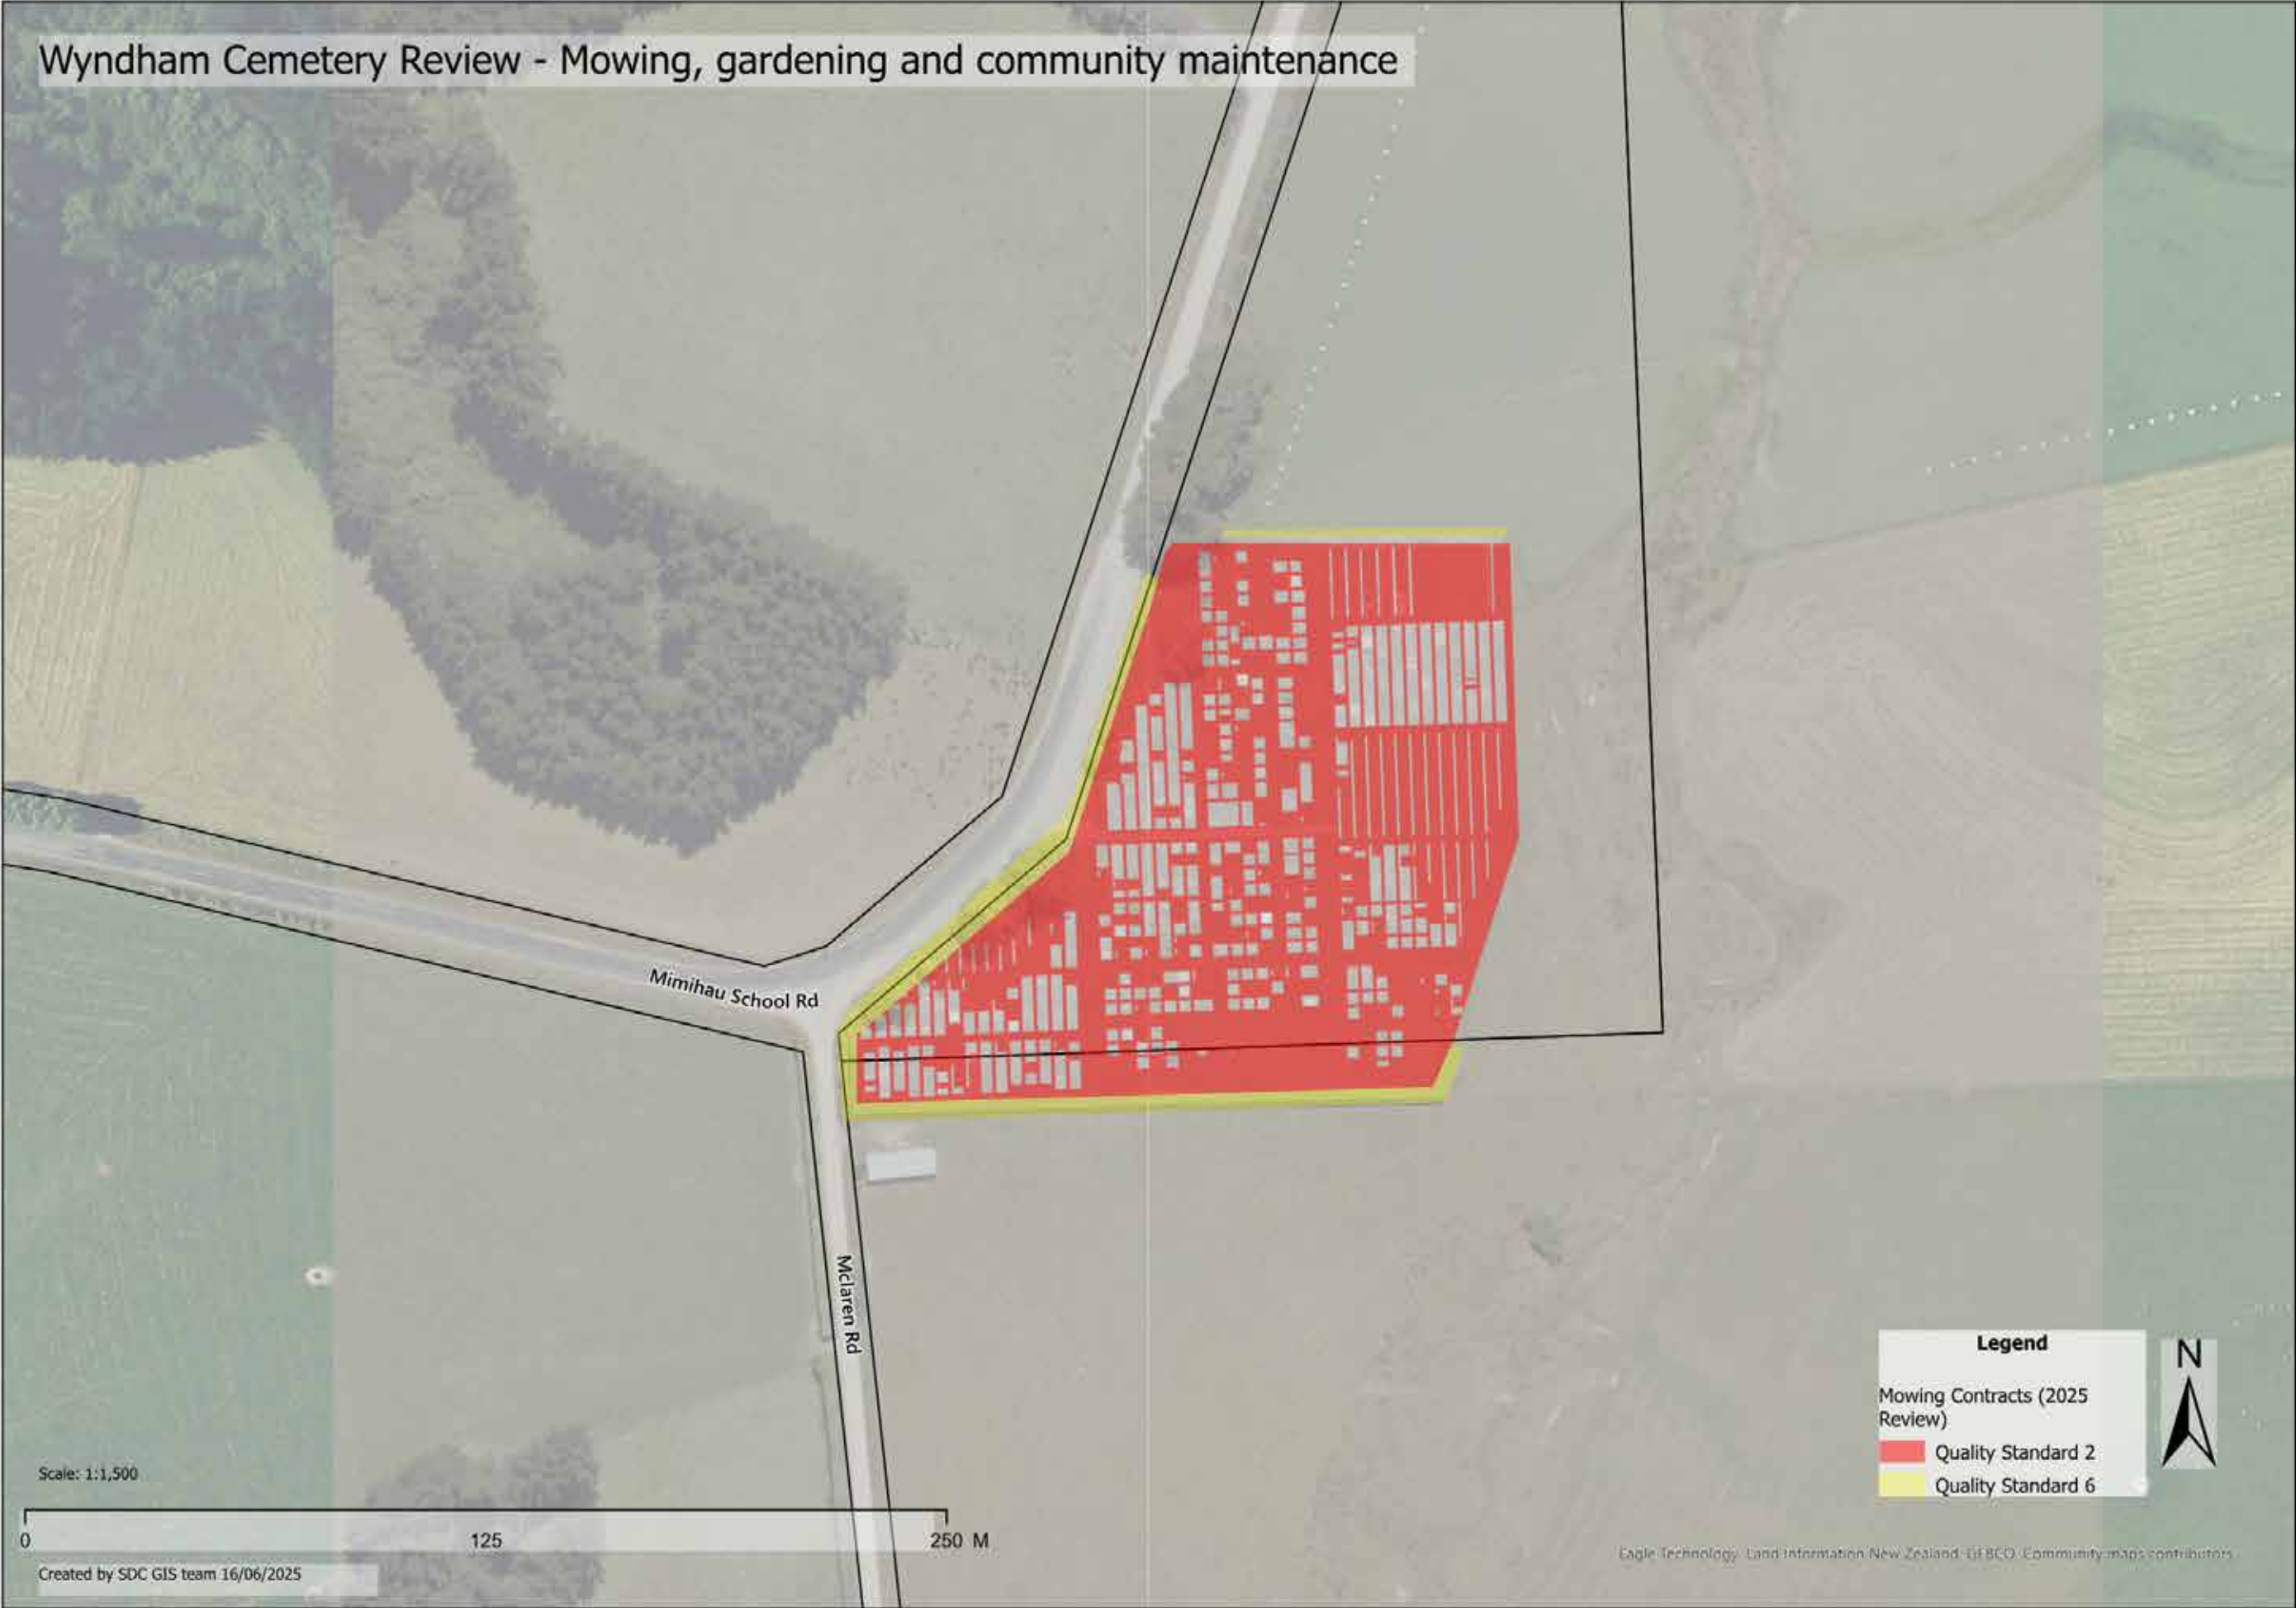 Wyndham Cemetery Review - Mowing, gardening and community maintenance
Mimihau School Rd
Mclaren Rd
Legend
Mowing Contracts (2025
Review)
Quality Standard 2
Quality Standard 6
N
Scale: 1:1,500
0 125 250 M
Created by SDC GIS team 16/06/2025
Eagle Technology, Land Information New Zealand, GEBCO, Community maps contributors